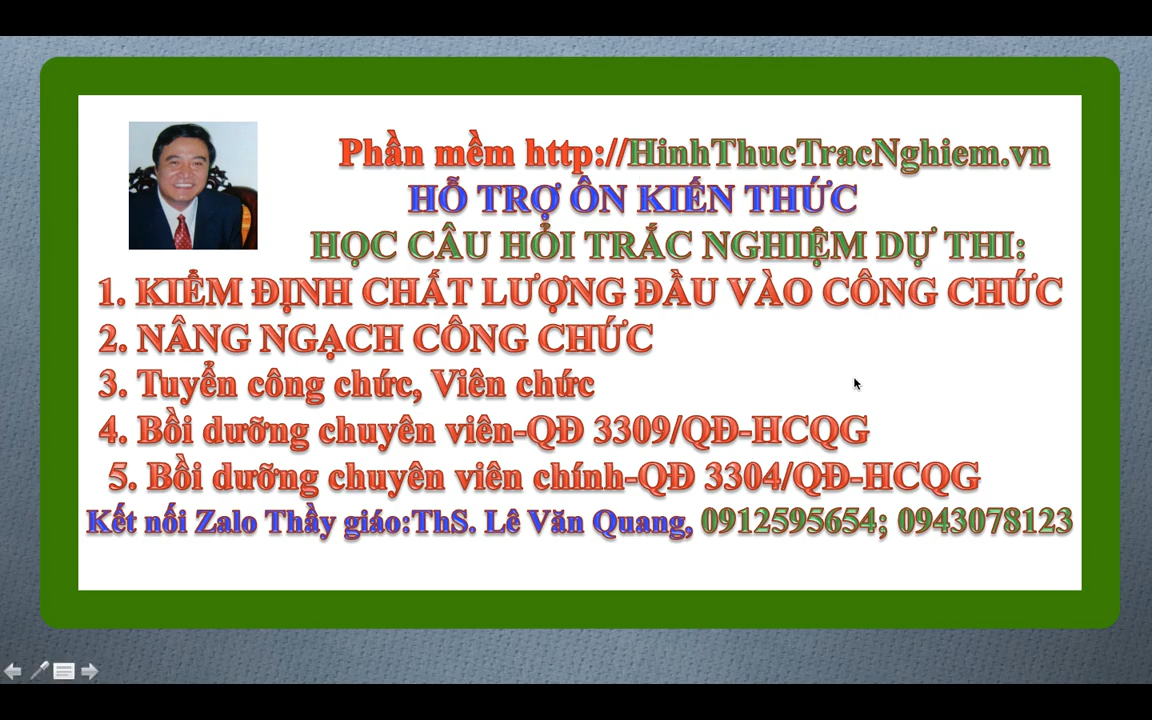 Phần mềm http://HinhThucTracNghiem.vn
HỖ TRỢ ÔN KIẾN THỨC
HỌC CÂU HỎI TRẮC NGHIỆM DỰ THI:
1. KIỂM ĐỊNH CHẤT LƯỢNG ĐẦU VÀO CÔNG CHỨC
2. NÂNG NGẠCH CÔNG CHỨC
3. Tuyển công chức, Viên chức
4. Bồi dưỡng chuyên viên-QĐ 3309/QĐ-HCQG
5. Bồi dưỡng chuyên viên chính-QĐ 3304/QĐ-HCQG
Kết nối Zalo Thầy giáo:ThS. Lê Văn Quang, 0912595654; 0943078123